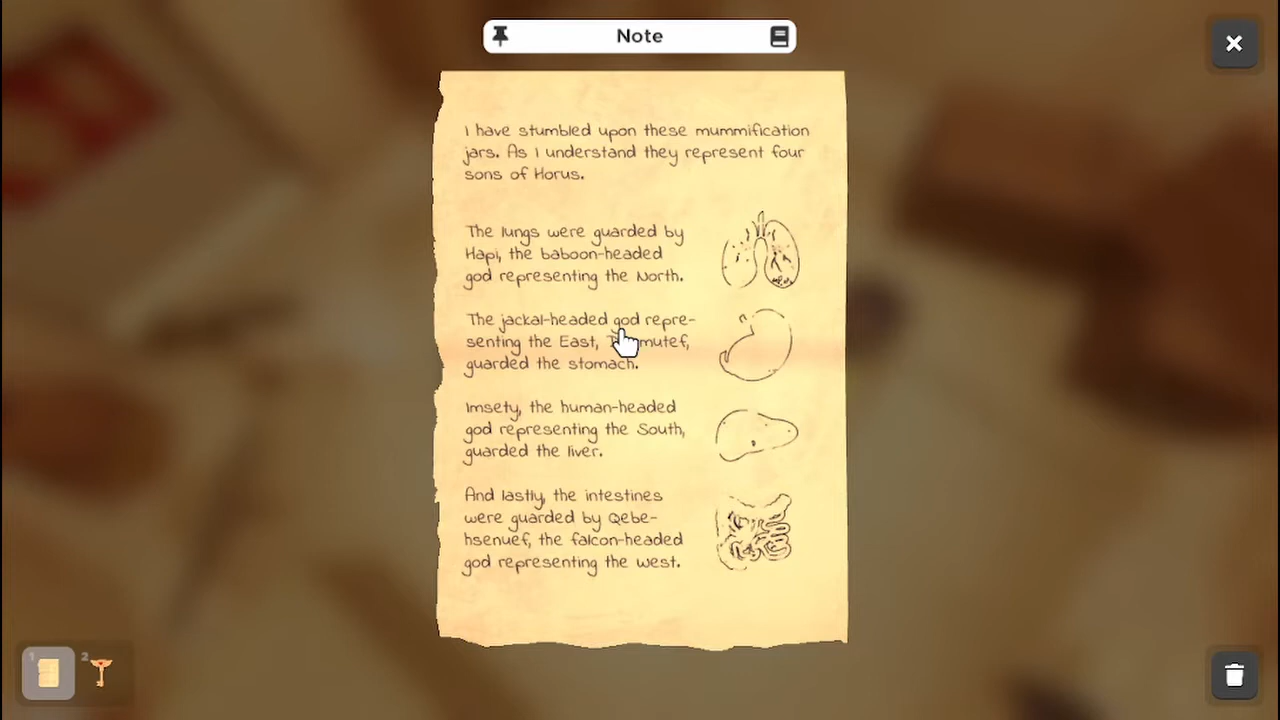 Note
I have stumbled upon these mummification
jars. As I understand they represent four
sons of Horus.
The lungs were guarded by
Hapi, the baboon-headed
god representing the North.
The jackal-headed god repre-
senting the East,
guarded the stomach.
Imsety, the human-headed
god representing the South,
guarded the liver.
And lastly, the intestines
were guarded by Qebe-
hsenuef, the falcon-headed
god representing the west.
1
2